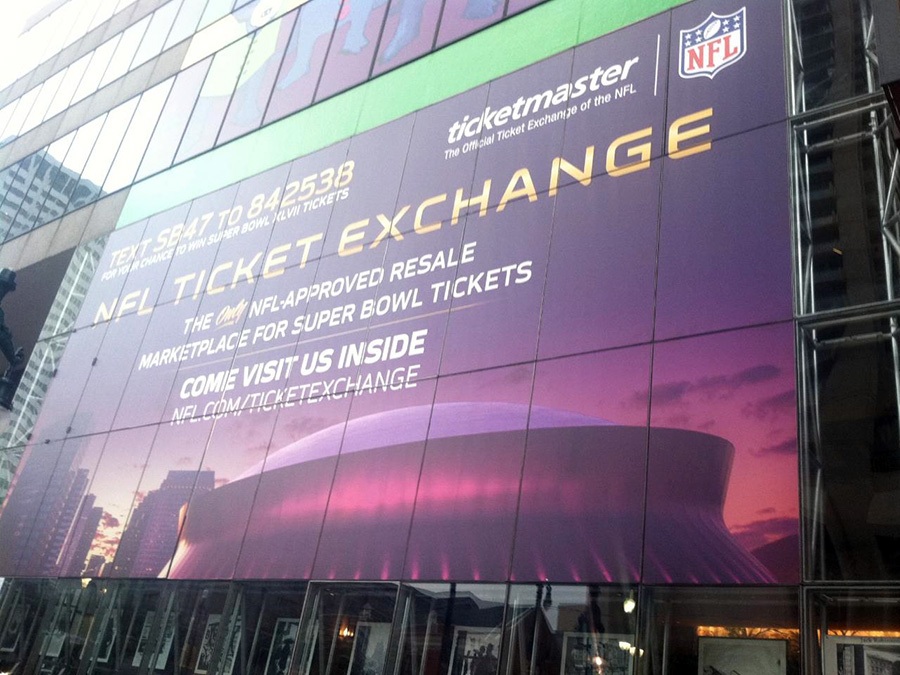 ticketmaster
The Official Ticket Exchange of the NFL
NFL
TEXT SB47 TO 842538
FOR YOUR CHANCE TO WIN SUPER BOWL XLVII TICKETS
NFL TICKET EXCHANGE
THE Only NFL-APPROVED RESALE
MARKETPLACE FOR SUPER BOWL TICKETS
COME VISIT US INSIDE
NFL.COM/TICKETEXCHANGE